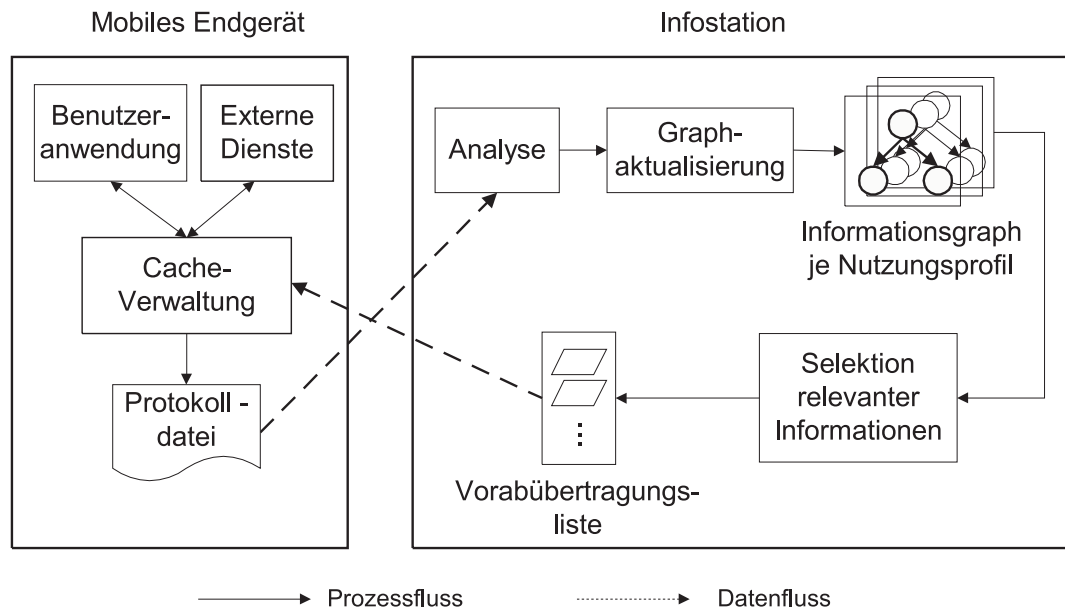 Mobiles Endgerät
Infostation
Benutzer-
anwendung
Externe
Dienste
Cache-
Verwaltung
Protokoll -
datei
Analyse
Graph-
aktualisierung
Informationsgraph
je Nutzungsprofil
Selektion
relevanter
Informationen
Vorabübertragungs-
liste
Prozessfluss
Datenfluss